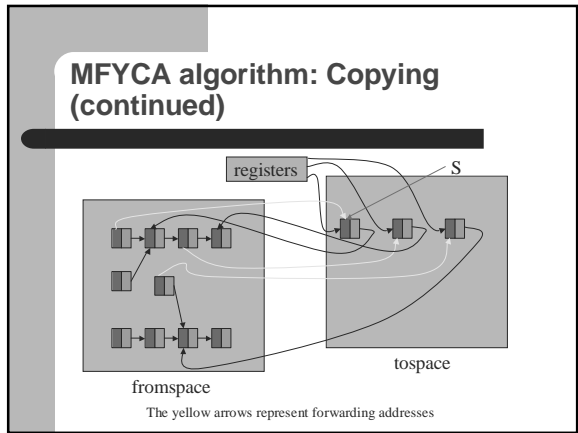 MFYCA algorithm: Copying
(continued)
registers
S
tospace
fromspace
The yellow arrows represent forwarding addresses